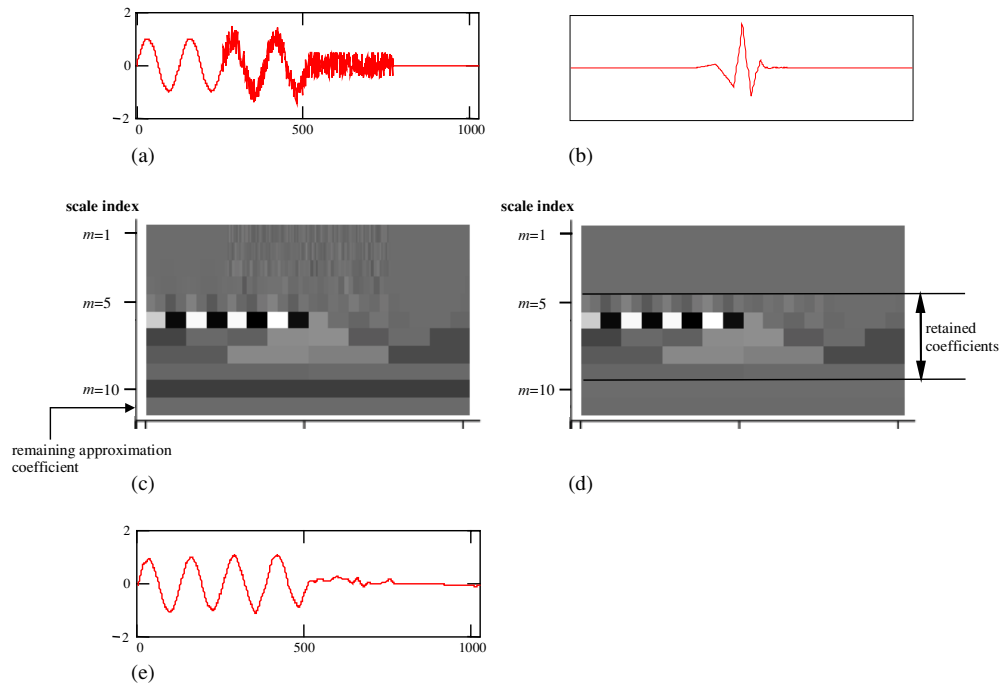 2
0
−2
0
500
1000
(a)
(b)
scale index
m=1
m=5
m=10
remaining approximation
coefficient
(c)
scale index
m=1
m=5
m=10
retained
coefficients
(d)
2
0
−2
0
500
1000
(e)